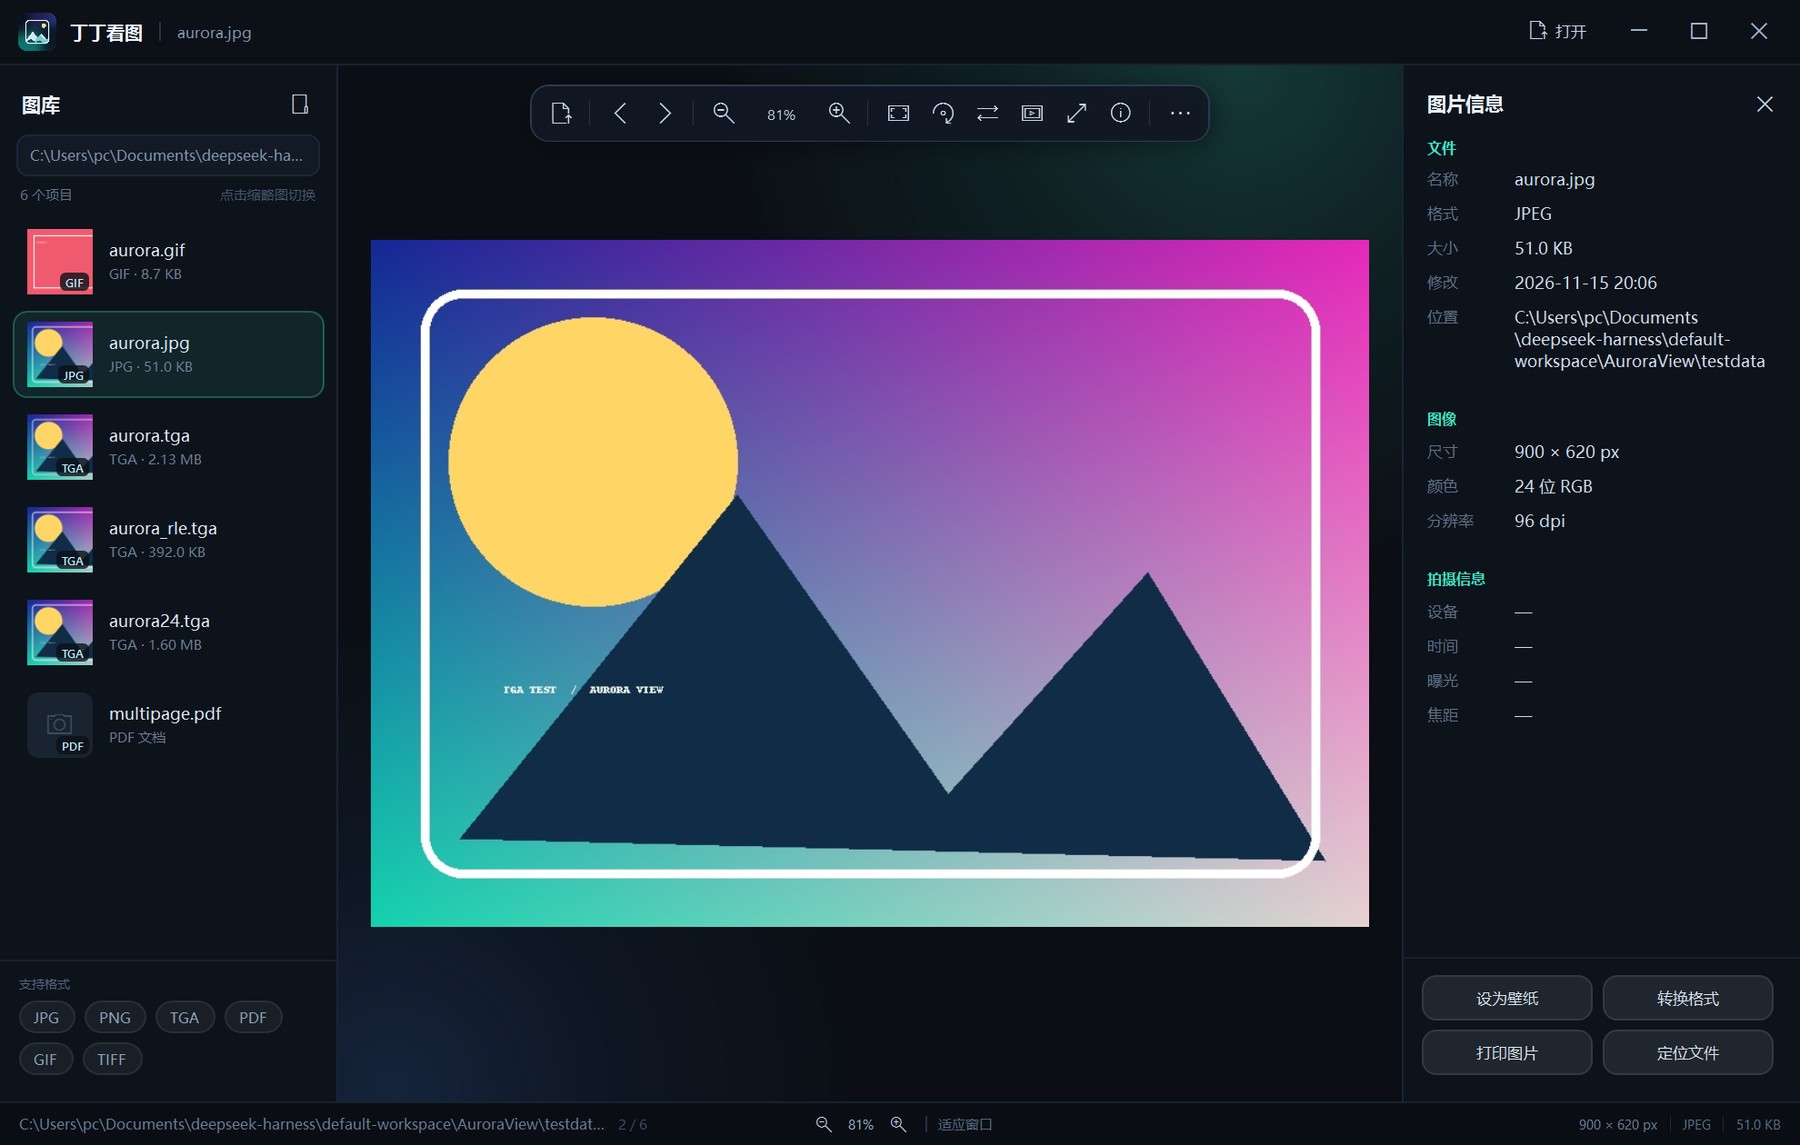 丁丁看图
aurora.jpg
打开
图库
C:\Users\pc\Documents\deepseek-ha...
6 个项目
点击缩略图切换
aurora.gif
GIF · 8.7 KB
GIF
aurora.jpg
JPG · 51.0 KB
JPG
aurora.tga
TGA · 2.13 MB
TGA
aurora_rle.tga
TGA · 392.0 KB
TGA
aurora24.tga
TGA · 1.60 MB
TGA
multipage.pdf
PDF 文档
PDF
支持格式
JPG PNG TGA PDF
GIF TIFF
81%
TGA TEST / AURORA VIEW
图片信息
文件
名称 aurora.jpg
格式 JPEG
大小 51.0 KB
修改 2026-11-15 20:06
位置 C:\Users\pc\Documents
\deepseek-harness\default-
workspace\AuroraView\testdata
图像
尺寸 900 × 620 px
颜色 24 位 RGB
分辨率 96 dpi
拍摄信息
设备 —
时间 —
曝光 —
焦距 —
设为壁纸 转换格式
打印图片 定位文件
C:\Users\pc\Documents\deepseek-harness\default-workspace\AuroraView\testdat... 2 / 6
81%
适应窗口
900 × 620 px JPEG 51.0 KB